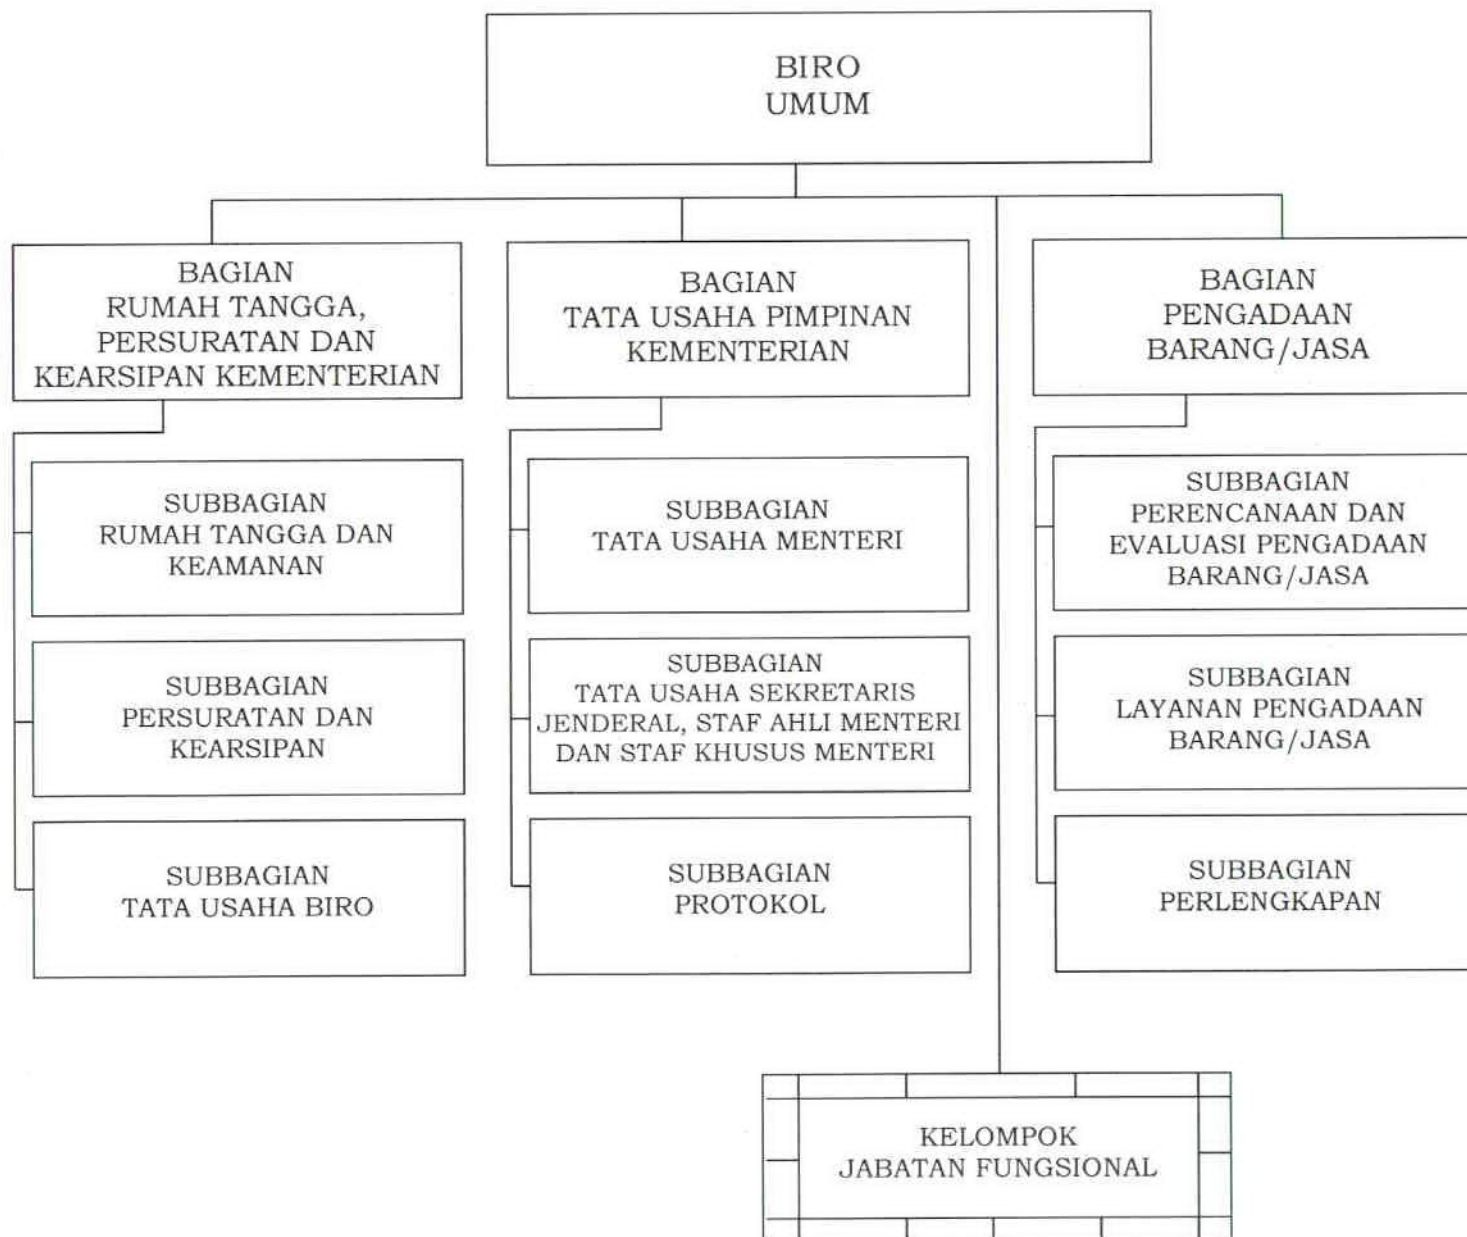 BIRO
UMUM
BAGIAN
RUMAH TANGGA,
PERSURATAN DAN
KEARSIPAN KEMENTERIAN
BAGIAN
TATA USAHA PIMPINAN
KEMENTERIAN
BAGIAN
PENGADAAN
BARANG/JASA
SUBBAGIAN
RUMAH TANGGA DAN
KEAMANAN
SUBBAGIAN
TATA USAHA MENTERI
SUBBAGIAN
PERENCANAAN DAN
EVALUASI PENGADAAN
BARANG/JASA
SUBBAGIAN
PERSURATAN DAN
KEARSIPAN
SUBBAGIAN
TATA USAHA SEKRETARIS
JENDERAL, STAF AHLI MENTERI
DAN STAF KHUSUS MENTERI
SUBBAGIAN
LAYANAN PENGADAAN
BARANG/JASA
SUBBAGIAN
TATA USAHA BIRO
SUBBAGIAN
PROTOKOL
SUBBAGIAN
PERLENGKAPAN
KELOMPOK
JABATAN FUNGSIONAL